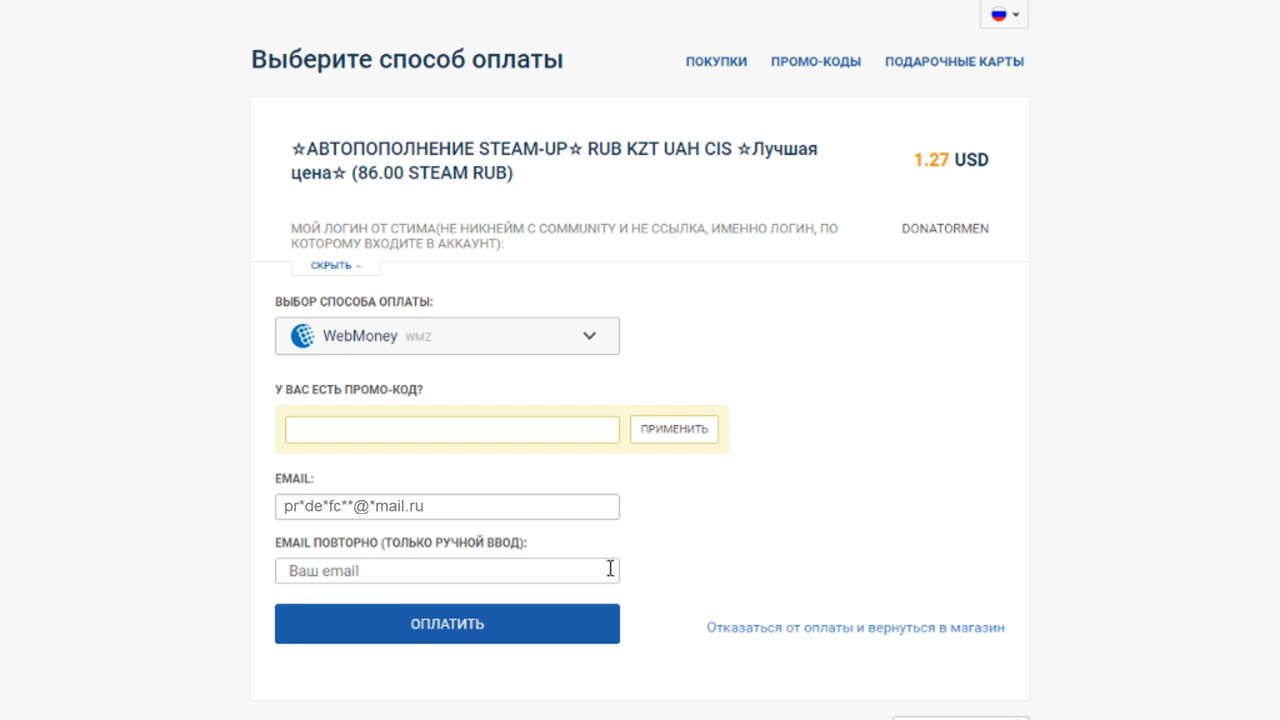 Выберите способ оплаты
ПОКУПКИ ПРОМО-КОДЫ ПОДАРОЧНЫЕ КАРТЫ
☆АВТОПОПОЛНЕНИЕ STEAM-UP☆ RUB KZT UAH CIS ☆Лучшая
цена☆ (86.00 STEAM RUB)
1.27 USD
МОЙ ЛОГИН ОТ СТИМА(НЕ НИКНЕЙМ С COMMUNITY И НЕ ССЫЛКА, ИМЕННО ЛОГИН, ПО
КОТОРОМУ ВХОДИТЕ В АККАУНТ):
DONATORMEN
СКРЫТЬ
ВЫБОР СПОСОБА ОПЛАТЫ:
WebMoney WMZ
У ВАС ЕСТЬ ПРОМО-КОД?
ПРИМЕНИТЬ
EMAIL:
pr*de*fc**@*mail.ru
EMAIL ПОВТОРНО (ТОЛЬКО РУЧНОЙ ВВОД):
Ваш email
ОПЛАТИТЬ
Отказаться от оплаты и вернуться в магазин